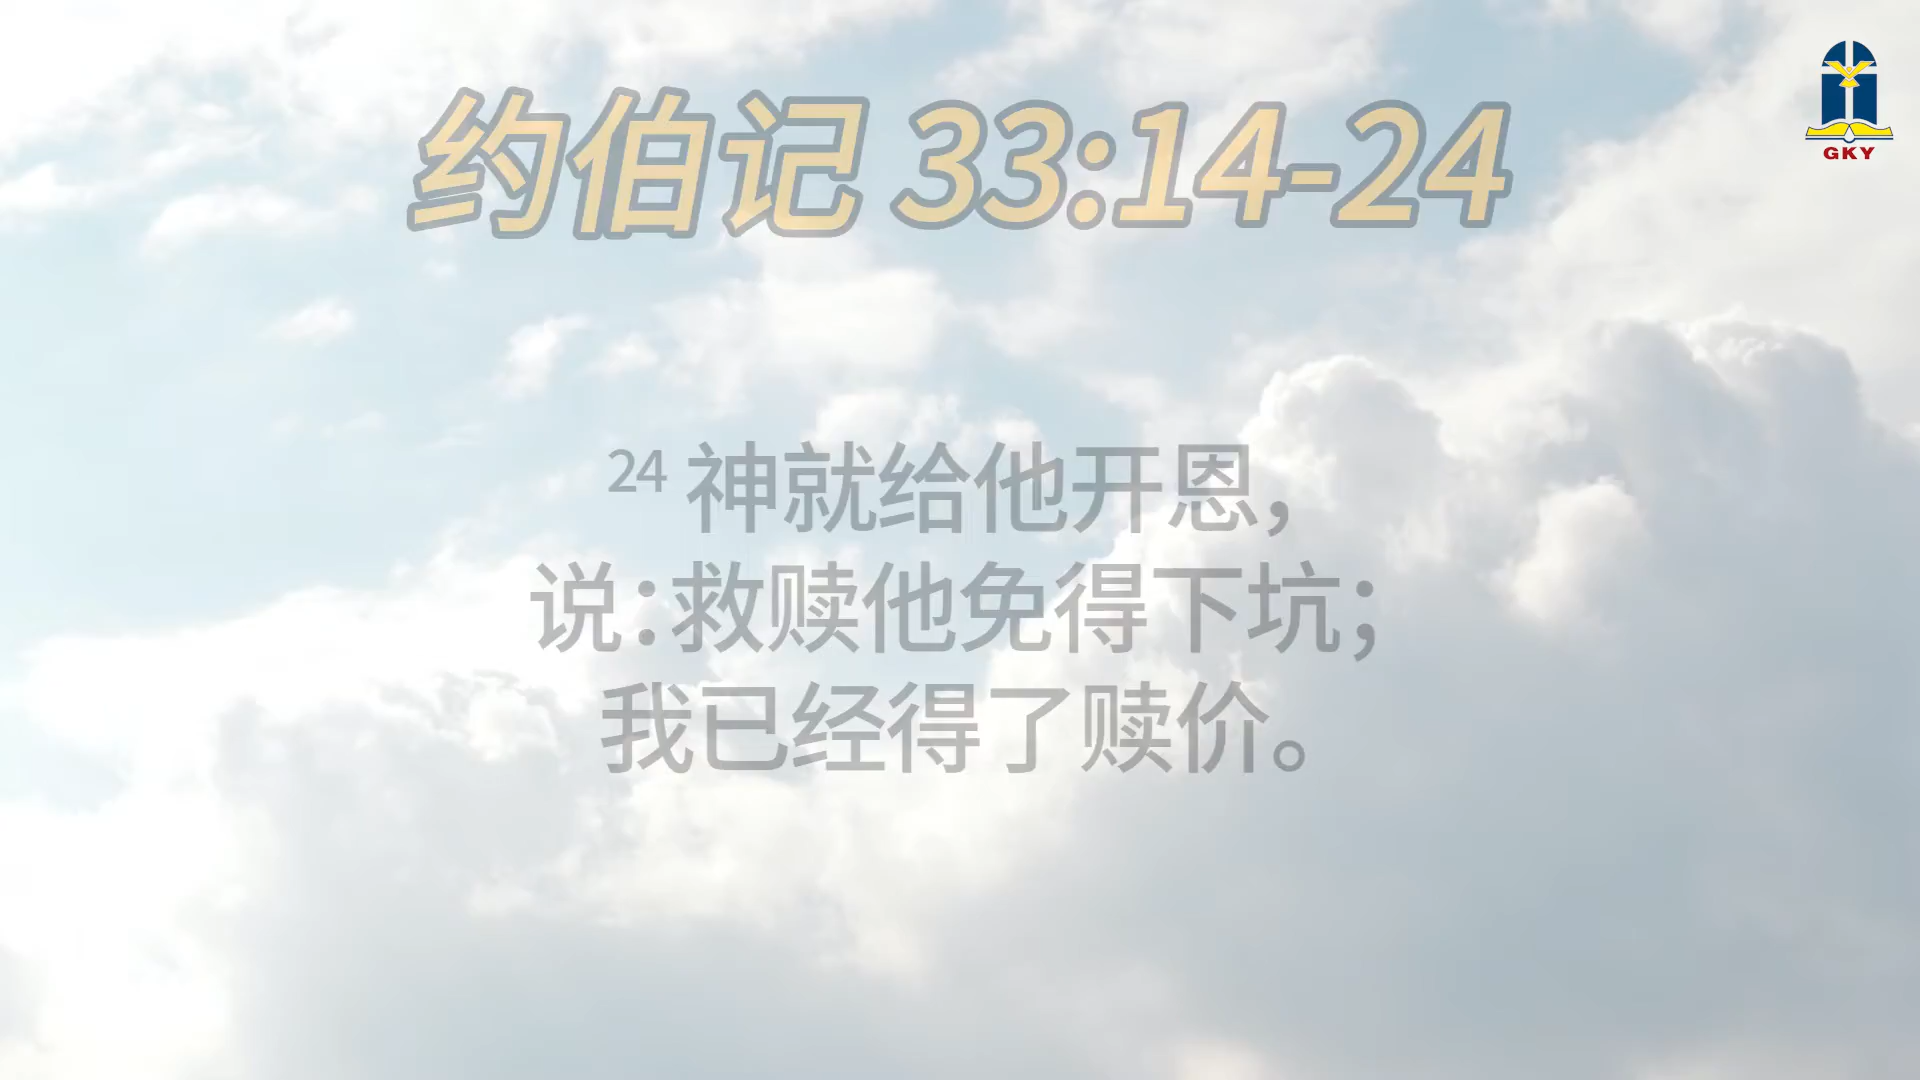 约伯记 33:14-24
GKY
24 神就给他开恩，
说：救赎他免得下坑；
我已经得了赎价。